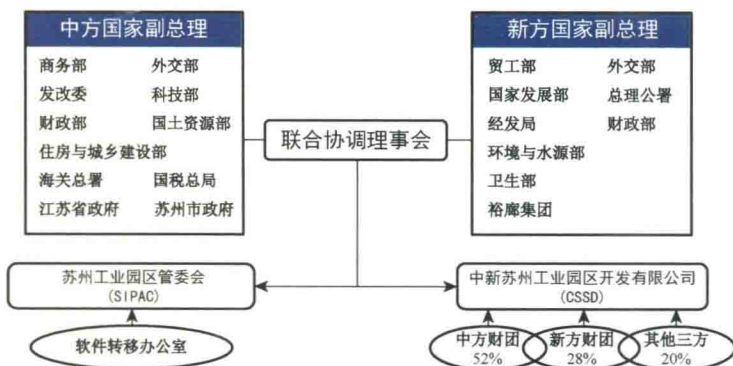 中方国家副总理
商务部 外交部
发改委 科技部
财政部 国土资源部
住房与城乡建设部
海关总署 国税总局
江苏省政府 苏州市政府
联合协调理事会
新方国家副总理
贸工部 外交部
国家发展部 总理公署
经发局 财政部
环境与水源部
卫生部
裕廊集团
苏州工业园区管委会
(SIPAC)
软件转移办公室
中新苏州工业园区开发有限公司
(CSSD)
中方财团
52%
新方财团
28%
其他三方
20%